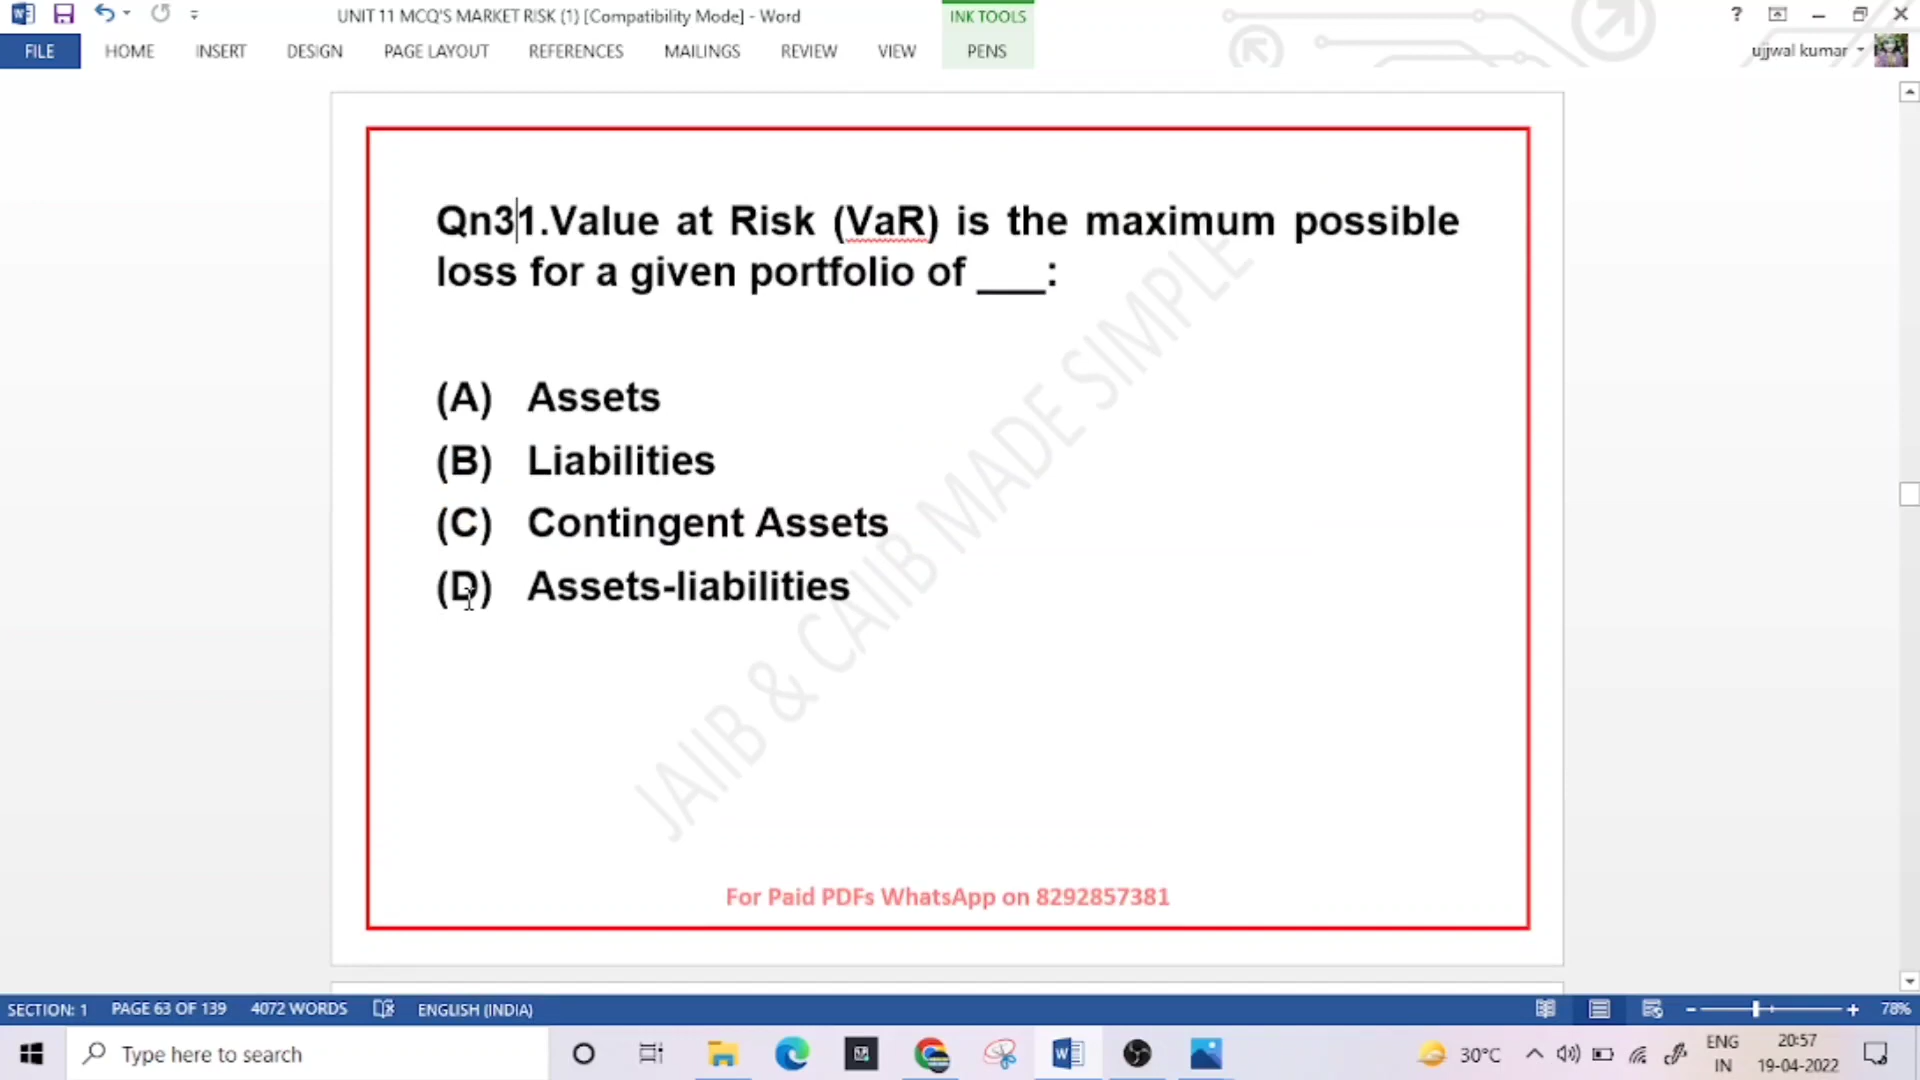 UNIT 11 MCQ'S MARKET RISK (1) [Compatibility Mode] - Word
INK TOOLS
?
FILE HOME INSERT DESIGN PAGE LAYOUT REFERENCES MAILINGS REVIEW VIEW PENS
ujjwal kumar
Qn31.Value at Risk (VaR) is the maximum possible
loss for a given portfolio of ___:
(A) Assets
(B) Liabilities
(C) Contingent Assets
(D) Assets-liabilities
JAIIB & CAIIB MADE SIMPLE
For Paid PDFs WhatsApp on 8292857381
SECTION: 1 PAGE 63 OF 139 4072 WORDS ENGLISH (INDIA) 78%
Type here to search
30°C
ENG
IN
20:57
19-04-2022